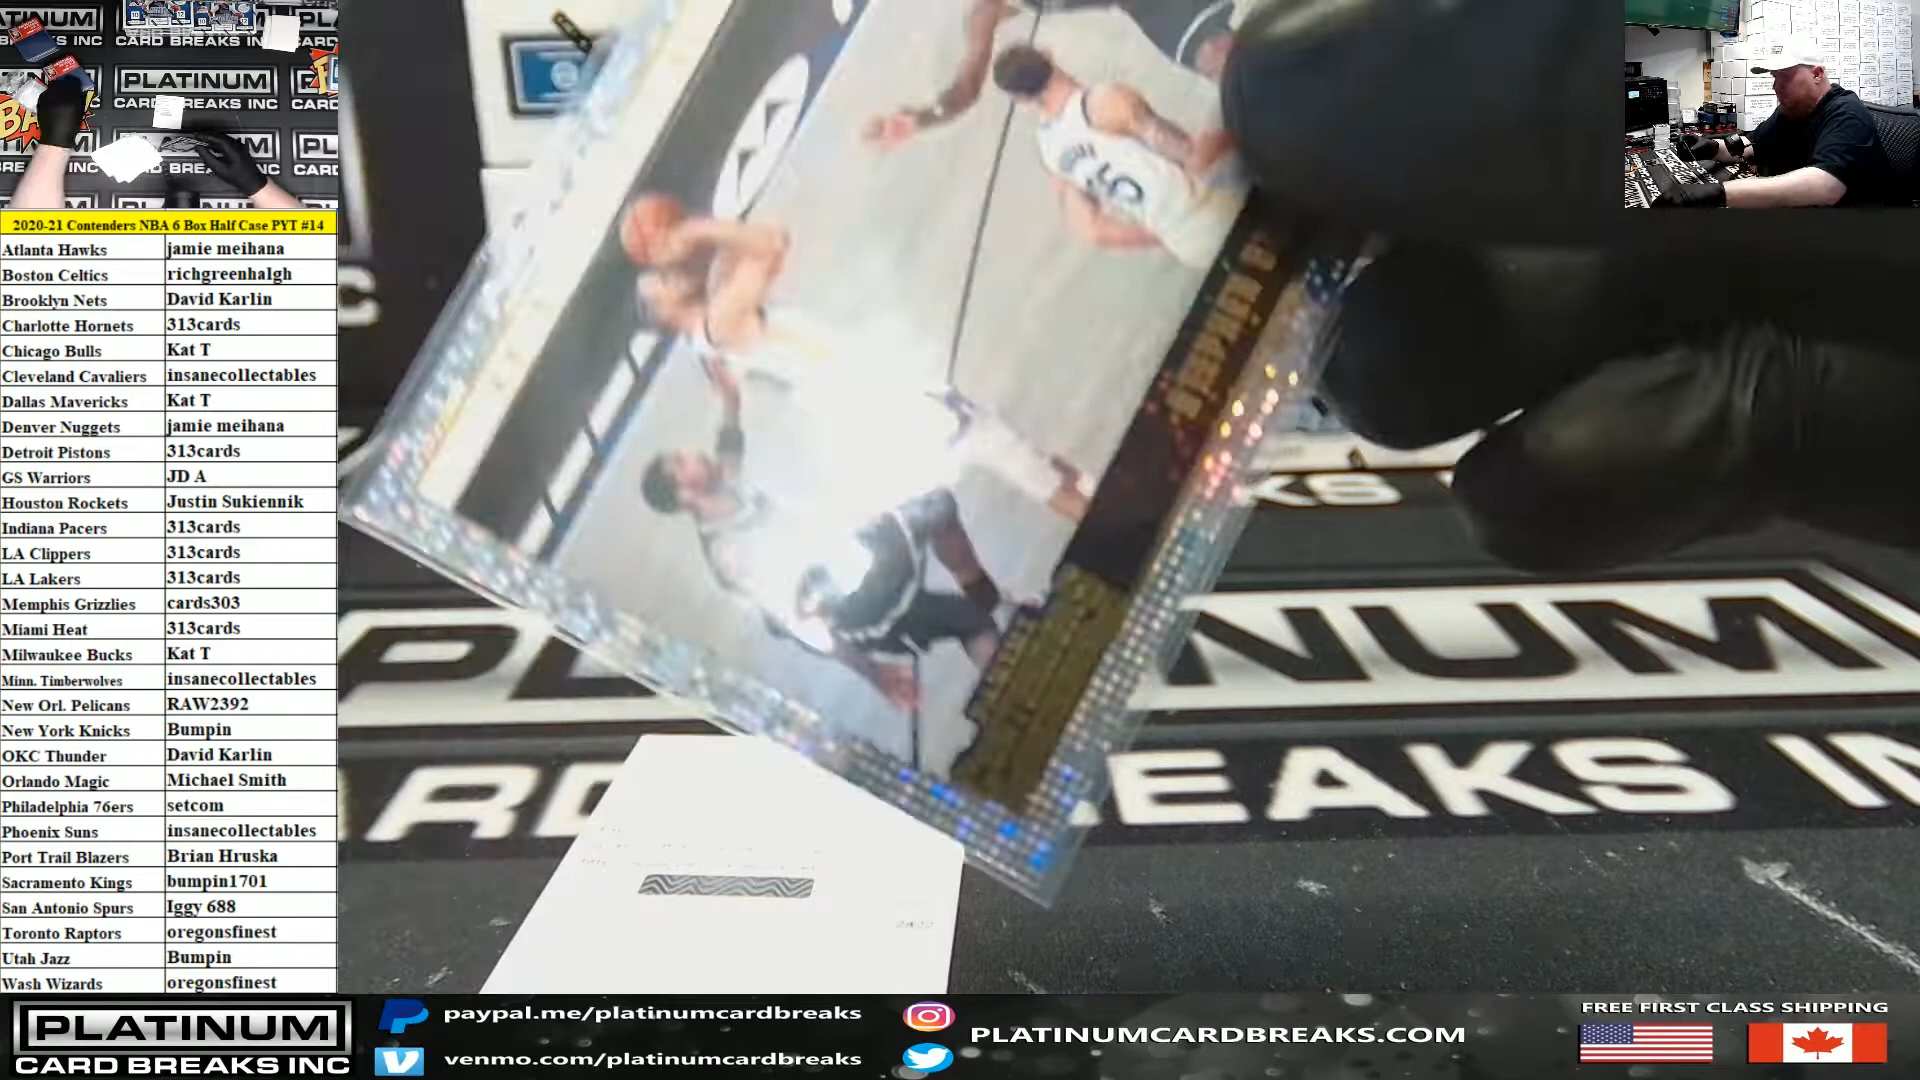 PLATINUM
CARD BREAKS INC
2020-21 Contenders NBA 6 Box Half Case PYT #14
Atlanta Hawks jamie meihana
Boston Celtics richgreenhalgh
Brooklyn Nets David Karlin
Charlotte Hornets 313cards
Chicago Bulls Kat T
Cleveland Cavaliers insanecollectables
Dallas Mavericks Kat T
Denver Nuggets jamie meihana
Detroit Pistons 313cards
GS Warriors JD A
Houston Rockets Justin Sukiennik
Indiana Pacers 313cards
LA Clippers 313cards
LA Lakers 313cards
Memphis Grizzlies cards303
Miami Heat 313cards
Milwaukee Bucks Kat T
Minn. Timberwolves insanecollectables
New Orl. Pelicans RAW2392
New York Knicks Bumpin
OKC Thunder David Karlin
Orlando Magic Michael Smith
Philadelphia 76ers setcom
Phoenix Suns insanecollectables
Port Trail Blazers Brian Hruska
Sacramento Kings bumpin1701
San Antonio Spurs Iggy 688
Toronto Raptors oregonsfinest
Utah Jazz Bumpin
Wash Wizards oregonsfinest
STEPHEN
PLATINUM
CARD BREAKS INC
paypal.me/platinumcardbreaks
venmo.com/platinumcardbreaks
PLATINUMCARDBREAKS.COM
FREE FIRST CLASS SHIPPING